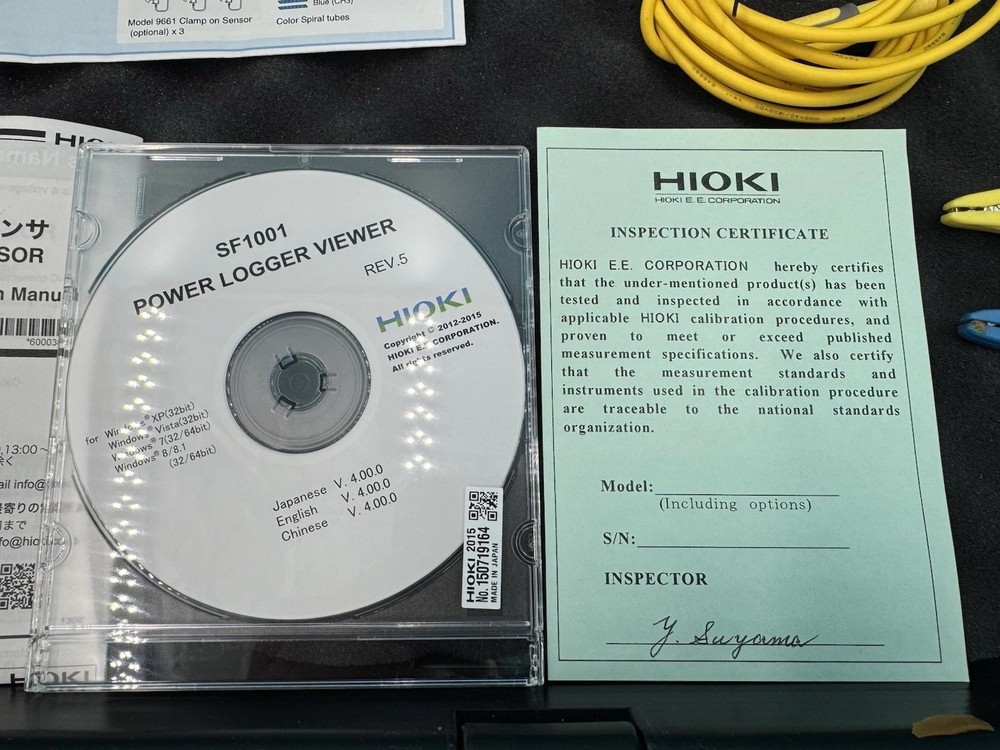 Model 9661 Clamp on Sensor
(optional) x 3
Blue (CH3)
Color Spiral tubes
ンサ
SOR
n Manu
*60003
13:00～
SF1001
POWER LOGGER VIEWER
REV.5
HIOKI
Copyright © 2012-2015
HIOKI E.E. CORPORATION.
All rights reserved.
for Windows® XP(32bit)
Windows® Vista(32bit)
Windows® 7(32/64bit)
Windows® 8/8.1
(32/64bit)
Japanese V. 4.00.0
English V. 4.00.0
Chinese V. 4.00.0
HIOKI 2015
No. 150719164
MADE IN JAPAN
HIOKI
HIOKI E. E. CORPORATION
INSPECTION CERTIFICATE
HIOKI E.E. CORPORATION hereby certifies
that the under-mentioned product(s) has been
tested and inspected in accordance with
applicable HIOKI calibration procedures, and
proven to meet or exceed published
measurement specifications. We also certify
that the measurement standards and
instruments used in the calibration procedure
are traceable to the national standards
organization.
Model:
(Including options)
S/N:
INSPECTOR
Y. Suyama